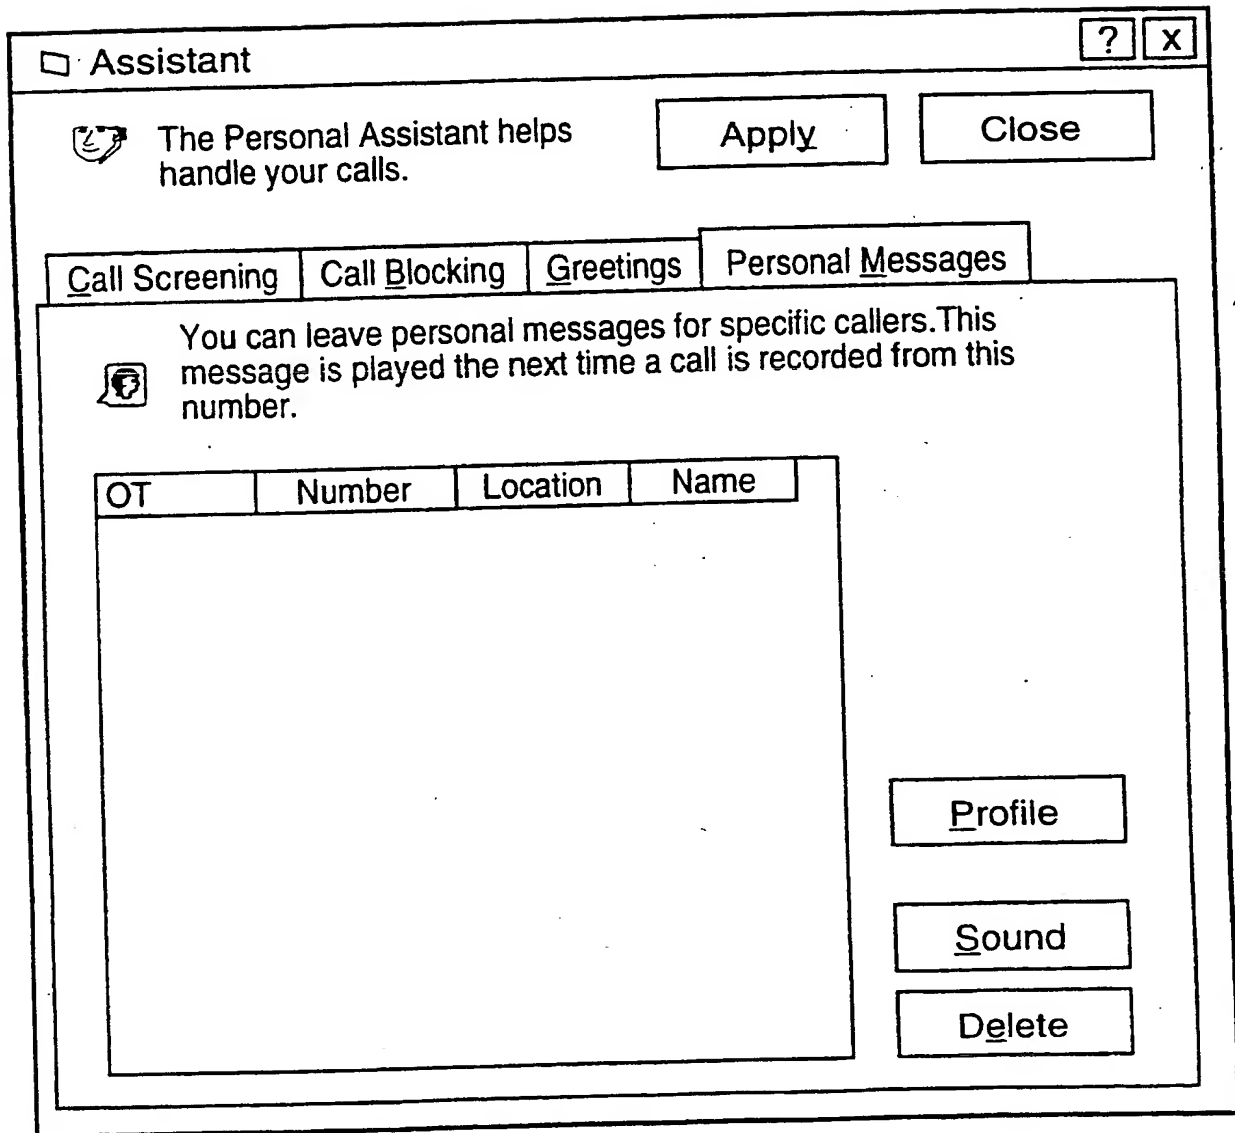 Assistant
? X
The Personal Assistant helps
handle your calls.
Apply
Close
Call Screening
Call Blocking
Greetings
Personal Messages
You can leave personal messages for specific callers.This
message is played the next time a call is recorded from this
number.
OT
Number
Location
Name
Profile
Sound
Delete